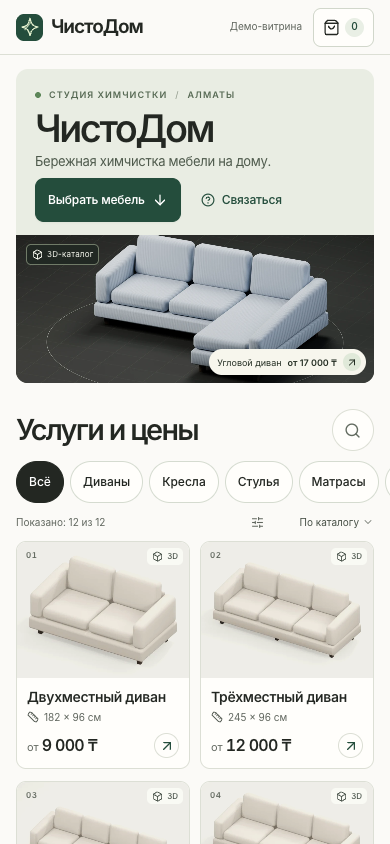 ЧистоДом
Демо-витрина
0
СТУДИЯ ХИМЧИСТКИ / АЛМАТЫ
ЧистоДом
Бережная химчистка мебели на дому.
Выбрать мебель
Связаться
3D-каталог
Угловой диван от 17 000 ₸
Услуги и цены
Всё
Диваны
Кресла
Стулья
Матрасы
Показано: 12 из 12
По каталогу
01
3D
02
3D
Двухместный диван
182 × 96 см
от 9 000 ₸
Трёхместный диван
245 × 96 см
от 12 000 ₸
03
3D
04
3D